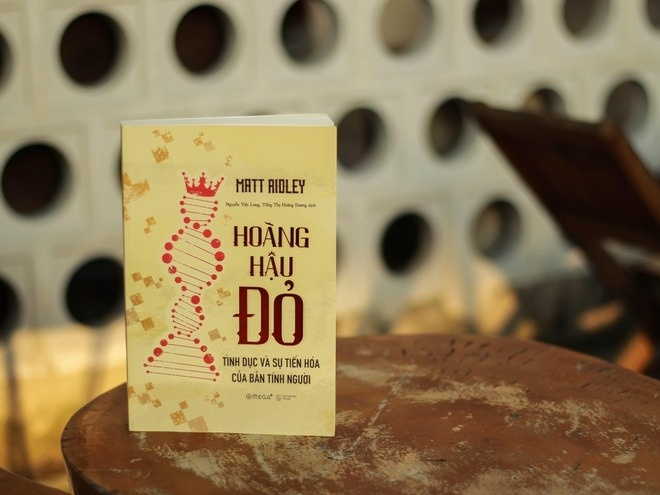 MATT RIDLEY
Nguyễn Việt Long, Tống Thị Hoàng Dương dịch
HOÀNG
HẬU
ĐỎ
TÌNH DỤC VÀ SỰ TIẾN HÓA
CỦA BẢN TÍNH NGƯỜI
OMEGA+